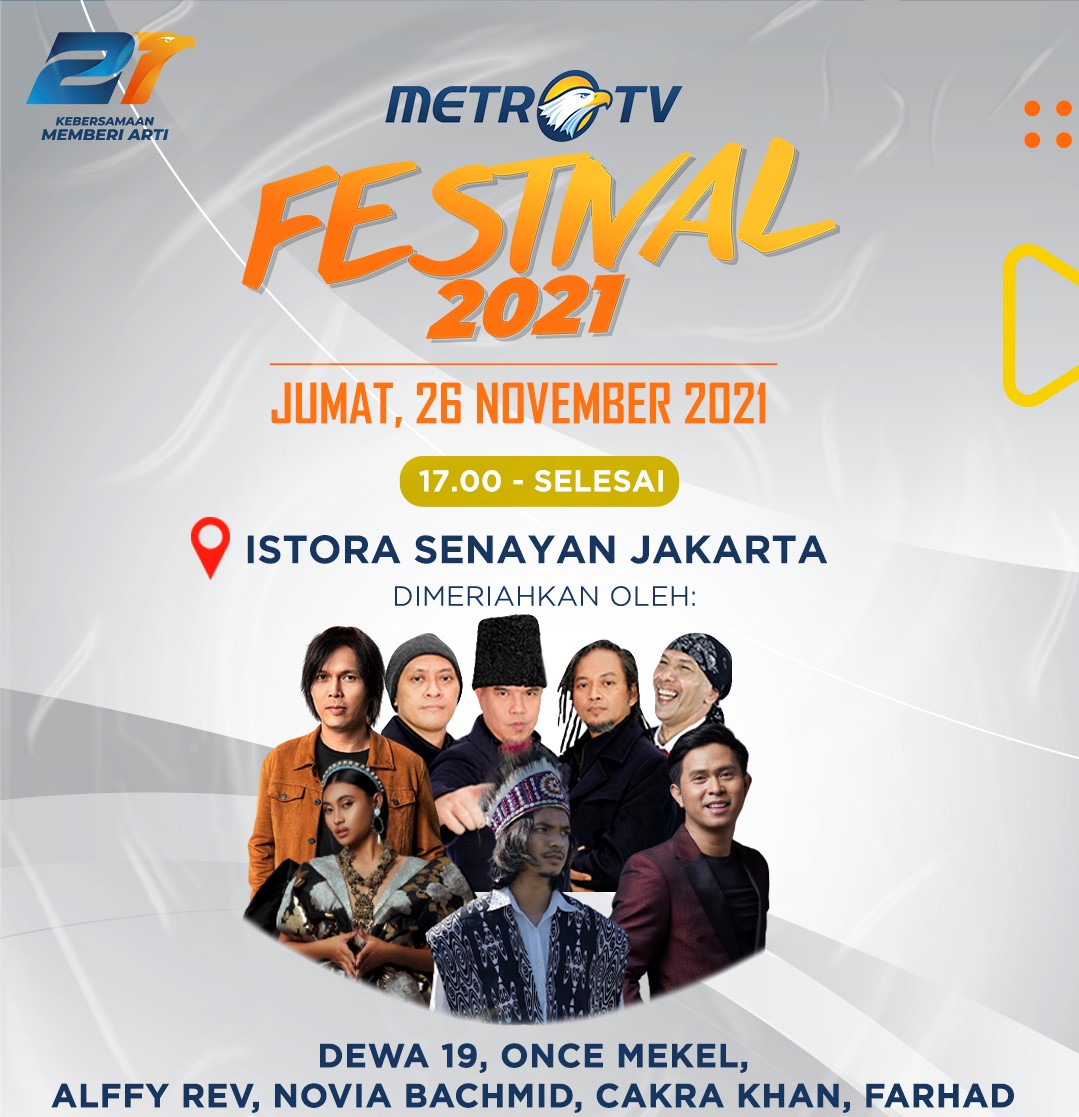 21
KEBERSAMAAN
MEMBERI ARTI
METRO TV
FESTIVAL
2021
JUMAT, 26 NOVEMBER 2021
17.00 - SELESAI
ISTORA SENAYAN JAKARTA
DIMERIAHKAN OLEH:
DEWA 19, ONCE MEKEL,
ALFFY REV, NOVIA BACHMID, CAKRA KHAN, FARHAD